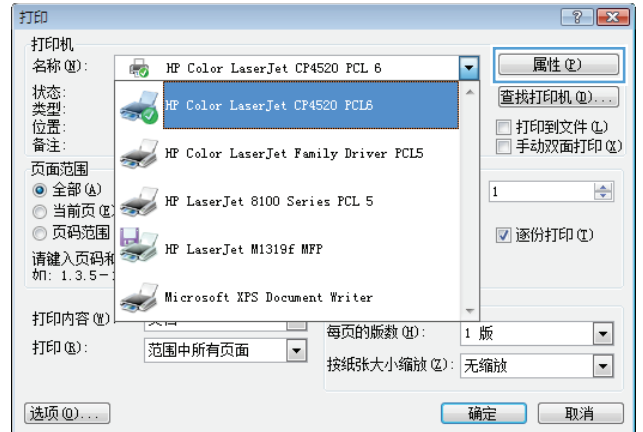 打印
打印机
名称(N): HP Color LaserJet CP4520 PCL 6 属性(P)
状态: HP Color LaserJet CP4520 PCL6 查找打印机(D)...
类型:
位置: 打印到文件(L)
备注: HP Color LaserJet Family Driver PCL5 手动双面打印(X)
页面范围
全部(A) HP LaserJet 8100 Series PCL 5 1
当前页(E)
页码范围 HP LaserJet M1319f MFP 逐份打印(T)
请键入页码和
如: 1.3.5-
Microsoft XPS Document Writer
打印内容(W) 每页的版数(H): 1 版
打印(R): 范围中所有页面 按纸张大小缩放(Z): 无缩放
选项(O)... 确定 取消